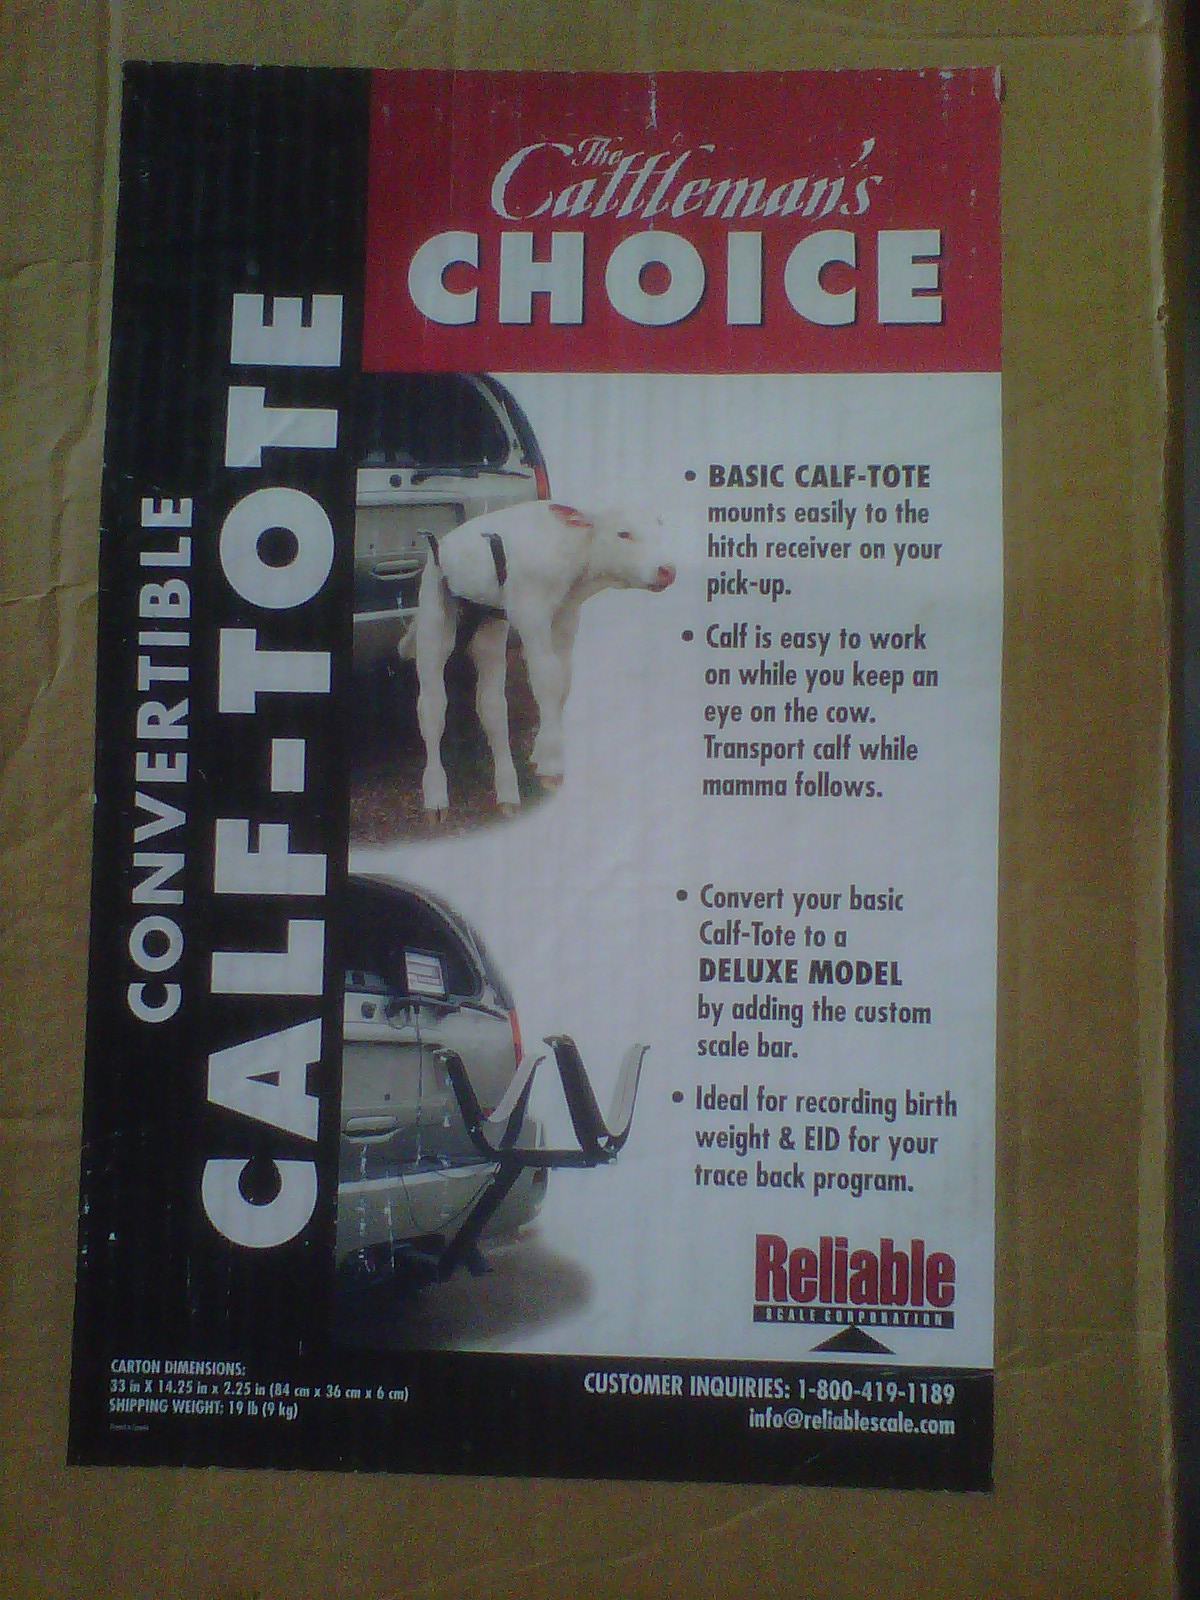 The
Cattleman's
CHOICE
CONVERTIBLE
CALF-TOTE
• BASIC CALF-TOTE
mounts easily to the
hitch receiver on your
pick-up.
• Calf is easy to work
on while you keep an
eye on the cow.
Transport calf while
mamma follows.
• Convert your basic
Calf-Tote to a
DELUXE MODEL
by adding the custom
scale bar.
• Ideal for recording birth
weight & EID for your
trace back program.
Reliable
SCALE CORPORATION
CARTON DIMENSIONS:
33 in X 14.25 in x 2.25 in (84 cm x 36 cm x 6 cm)
SHIPPING WEIGHT: 19 lb (9 kg)
CUSTOMER INQUIRIES: 1-800-419-1189
info@reliablescale.com